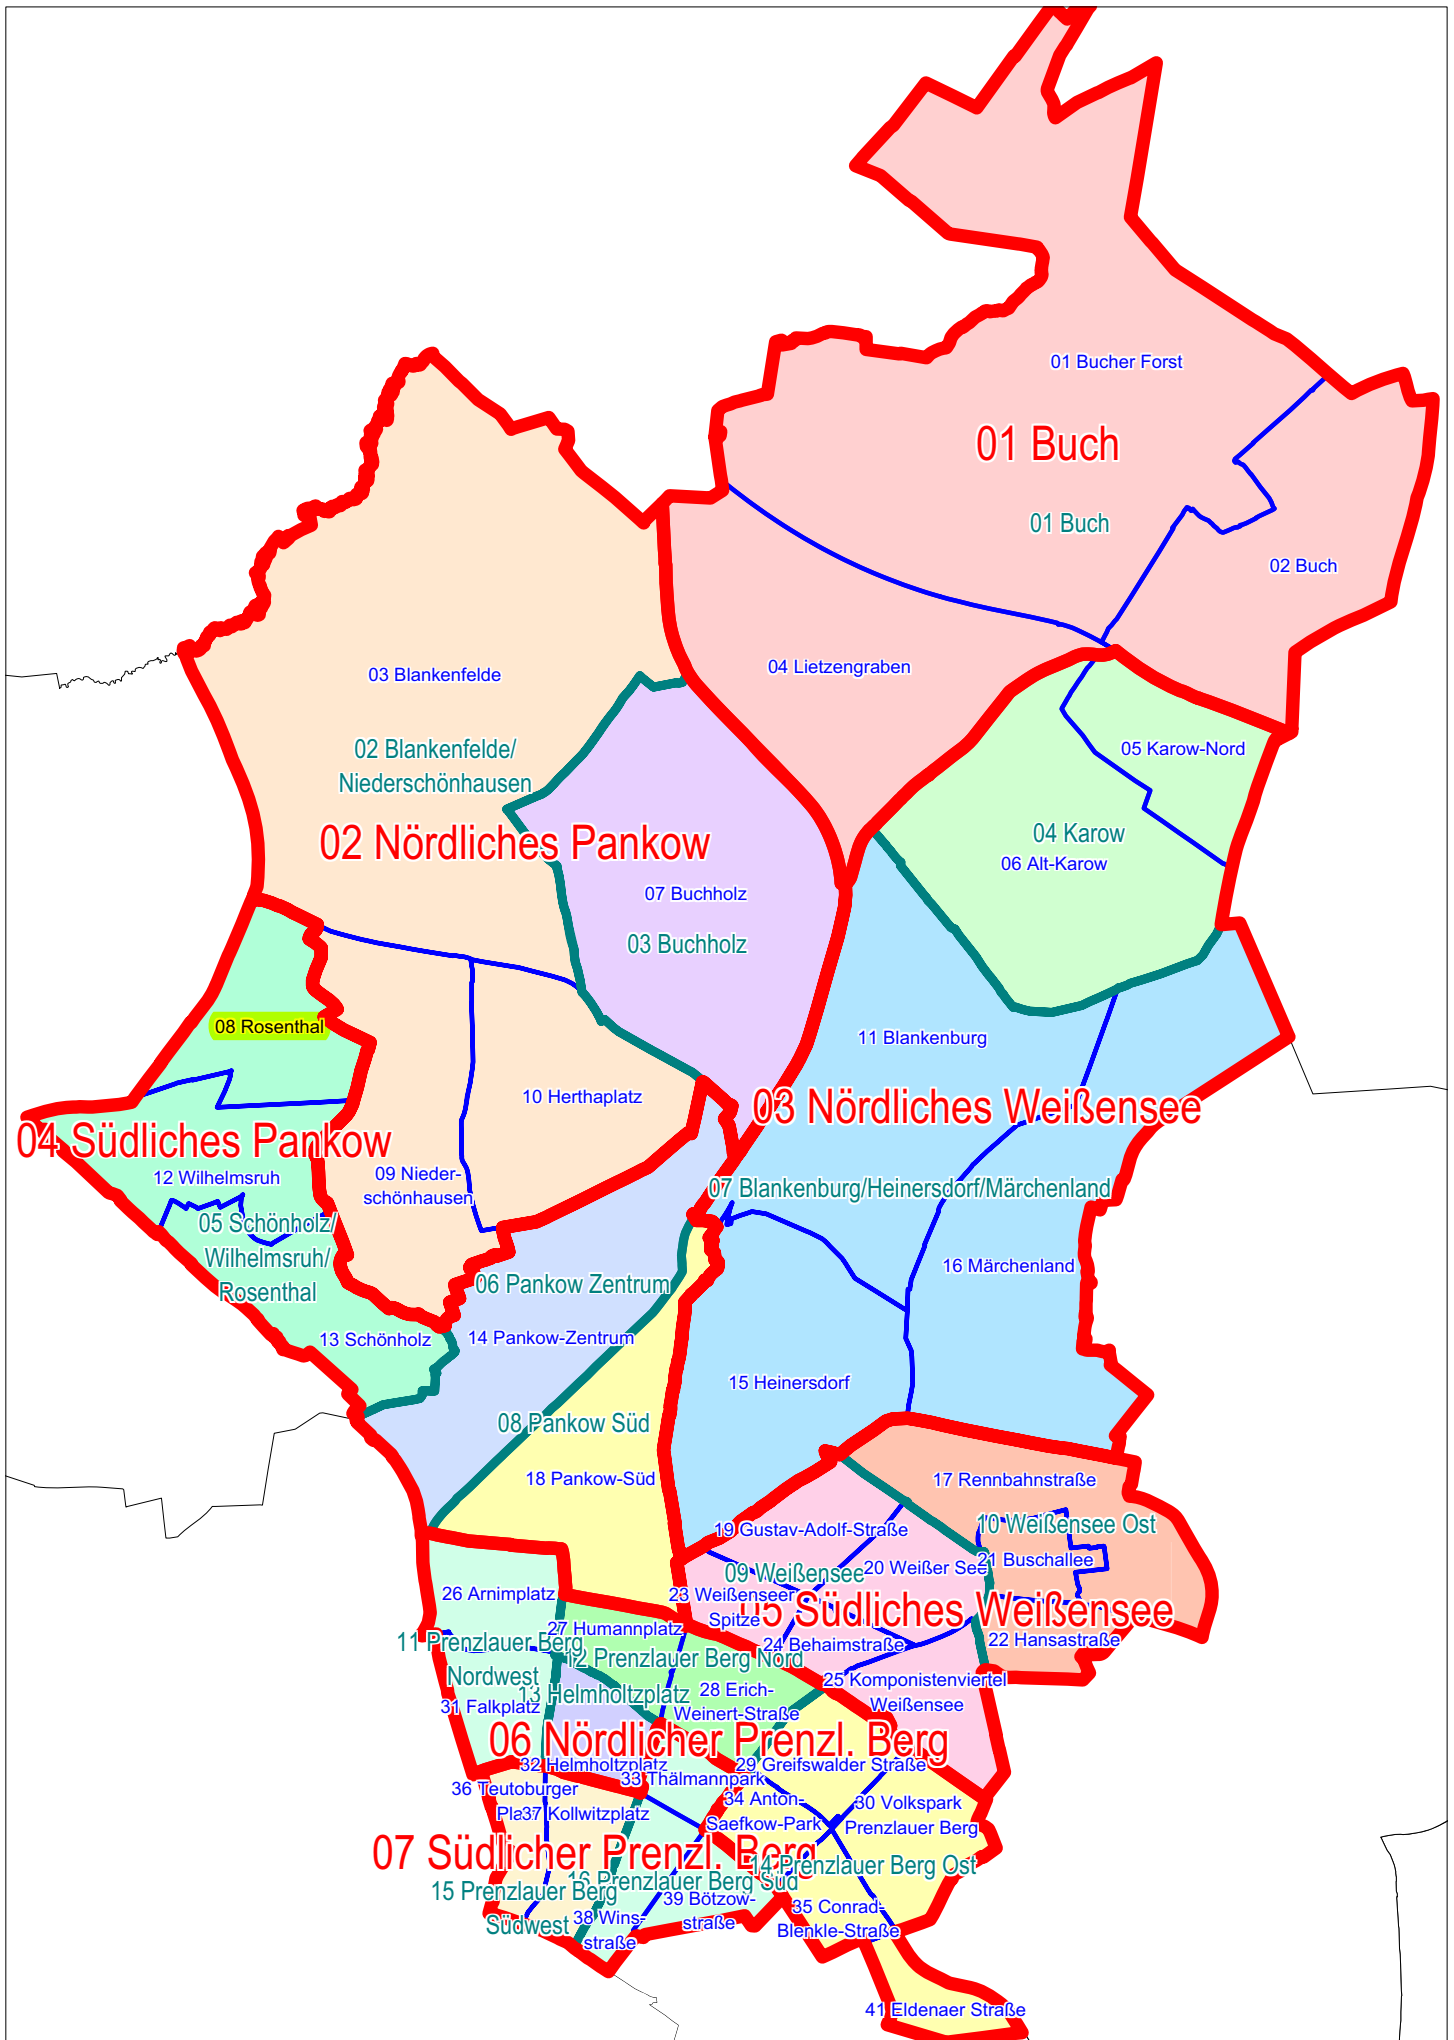 01 Bucher Forst
01 Buch
01 Buch
02 Buch
04 Lietzengraben
03 Blankenfelde
02 Blankenfelde/
Niederschönhausen
02 Nördliches Pankow
05 Karow-Nord
04 Karow
06 Alt-Karow
07 Buchholz
03 Buchholz
08 Rosenthal
11 Blankenburg
10 Herthaplatz
03 Nördliches Weißensee
04 Südliches Pankow
12 Wilhelmsruh
09 Nieder-
schönhausen
07 Blankenburg/Heinersdorf/Märchenland
05 Schönholz/
Wilhelmsruh/
Rosenthal
16 Märchenland
06 Pankow Zentrum
13 Schönholz
14 Pankow-Zentrum
15 Heinersdorf
08 Pankow Süd
18 Pankow-Süd
17 Rennbahnstraße
10 Weißensee Ost
19 Gustav-Adolf-Straße
21 Buschallee
20 Weißer See
09 Weißensee
26 Arnimplatz
23 Weißenseer
Spitze
05 Südliches Weißensee
27 Humannplatz
24 Behaimstraße
22 Hansastraße
11 Prenzlauer Berg
Nordwest
12 Prenzlauer Berg Nord
25 Komponistenviertel
Weißensee
13 Helmholtzplatz
28 Erich-
Weinert-Straße
31 Falkplatz
06 Nördlicher Prenzl. Berg
32 Helmholtzplatz
29 Greifswalder Straße
33 Thälmannpark
36 Teutoburger
Platz
37 Kollwitzplatz
34 Anton-
Saefkow-Park
30 Volkspark
Prenzlauer Berg
07 Südlicher Prenzl. Berg
14 Prenzlauer Berg Ost
16 Prenzlauer Berg Süd
15 Prenzlauer Berg
Südwest
39 Bötzow-
straße
38 Wins-
straße
35 Conrad-
Blenkle-Straße
41 Eldenaer Straße